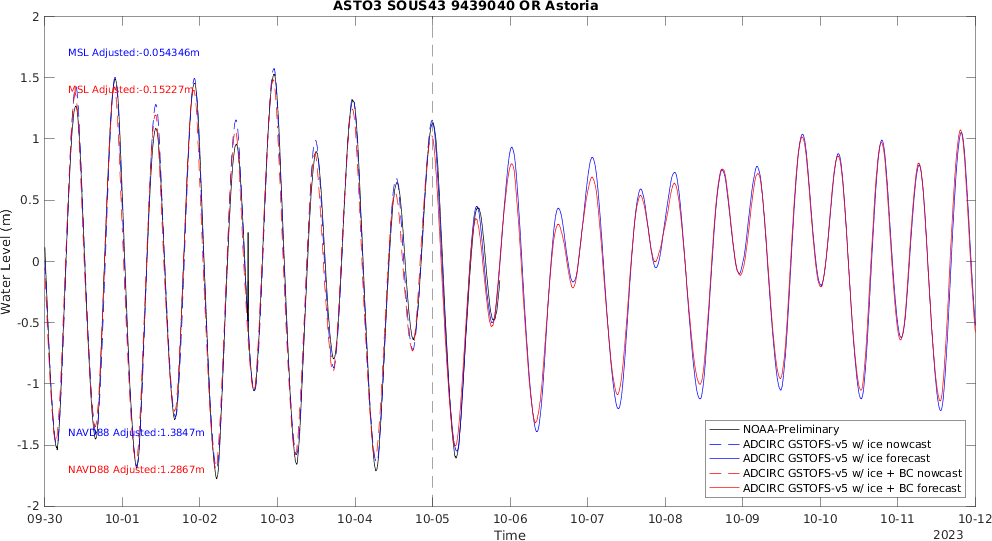 ASTO3 SOUS43 9439040 OR Astoria
2
1.5
1
0.5
0
-0.5
-1
-1.5
-2
Water Level (m)
MSL Adjusted:-0.054346m
MSL Adjusted:-0.15227m
NAVD88 Adjusted:1.3847m
NAVD88 Adjusted:1.2867m
NOAA-Preliminary
ADCIRC GSTOFS-v5 w/ ice nowcast
ADCIRC GSTOFS-v5 w/ ice forecast
ADCIRC GSTOFS-v5 w/ ice + BC nowcast
ADCIRC GSTOFS-v5 w/ ice + BC forecast
09-30 10-01 10-02 10-03 10-04 10-05 10-06 10-07 10-08 10-09 10-10 10-11 10-12
Time
2023